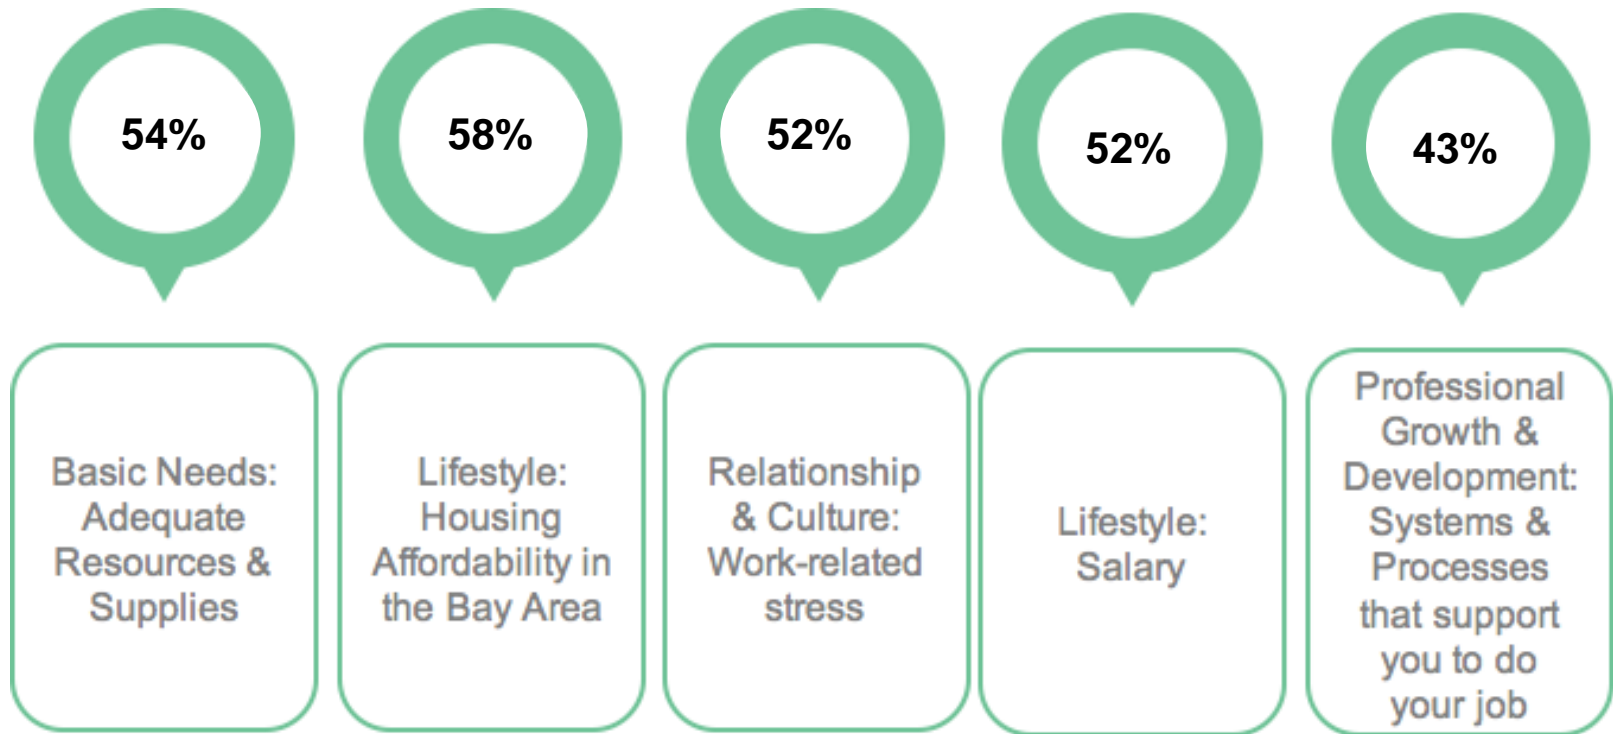 54%
58%
52%
52%
43%
Basic Needs:
Adequate
Resources &
Supplies
Lifestyle:
Housing
Affordability in
the Bay Area
Relationship
& Culture:
Work-related
stress
Lifestyle:
Salary
Professional
Growth &
Development:
Systems &
Processes
that support
you to do
your job